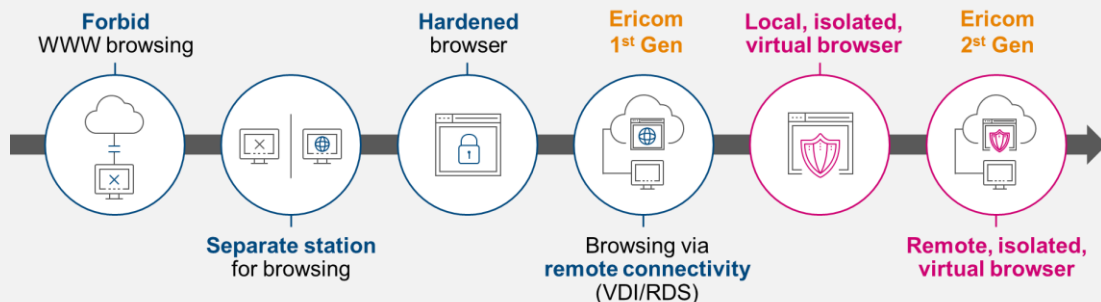 Forbid
WWW browsing
Separate station
for browsing
Hardened
browser
Ericom
1st Gen
Browsing via
remote connectivity
(VDI/RDS)
Local, isolated,
virtual browser
Ericom
2st Gen
Remote, isolated,
virtual browser